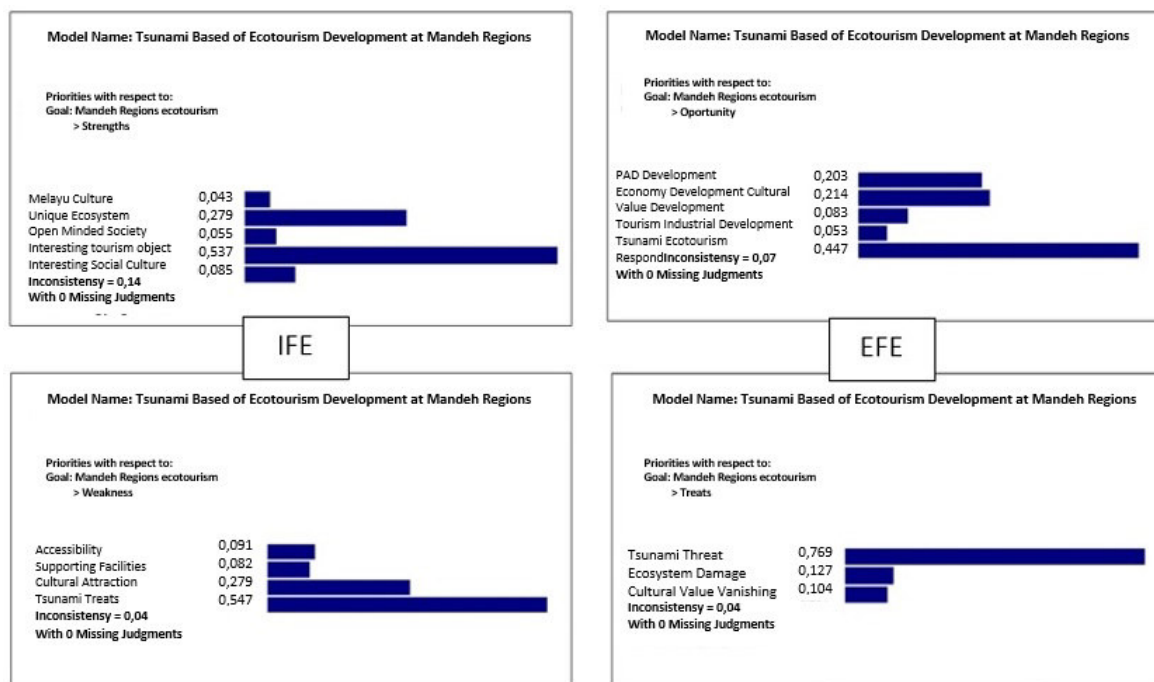 Model Name: Tsunami Based of Ecotourism Development at Mandeh Regions
Priorities with respect to:
Goal: Mandeh Regions ecotourism
> Strengths
Melayu Culture 0,043
Unique Ecosystem 0,279
Open Minded Society 0,055
Interesting tourism object 0,537
Interesting Social Culture 0,085
Inconsistensy = 0,14
With 0 Missing Judgments
Model Name: Tsunami Based of Ecotourism Development at Mandeh Regions
Priorities with respect to:
Goal: Mandeh Regions ecotourism
> Oportunity
PAD Development 0,203
Economy Development Cultural 0,214
Value Development 0,083
Tourism Industrial Development 0,053
Tsunami Ecotourism 0,447
RespondInconsistency = 0,07
With 0 Missing Judgments
IFE
EFE
Model Name: Tsunami Based of Ecotourism Development at Mandeh Regions
Priorities with respect to:
Goal: Mandeh Regions ecotourism
> Weakness
Accessibility 0,091
Supporting Facilities 0,082
Cultural Attraction 0,279
Tsunami Treats 0,547
Inconsistensy = 0,04
With 0 Missing Judgments
Model Name: Tsunami Based of Ecotourism Development at Mandeh Regions
Priorities with respect to:
Goal: Mandeh Regions ecotourism
> Treats
Tsunami Threat 0,769
Ecosystem Damage 0,127
Cultural Value Vanishing 0,104
Inconsistensy = 0,04
With 0 Missing Judgments